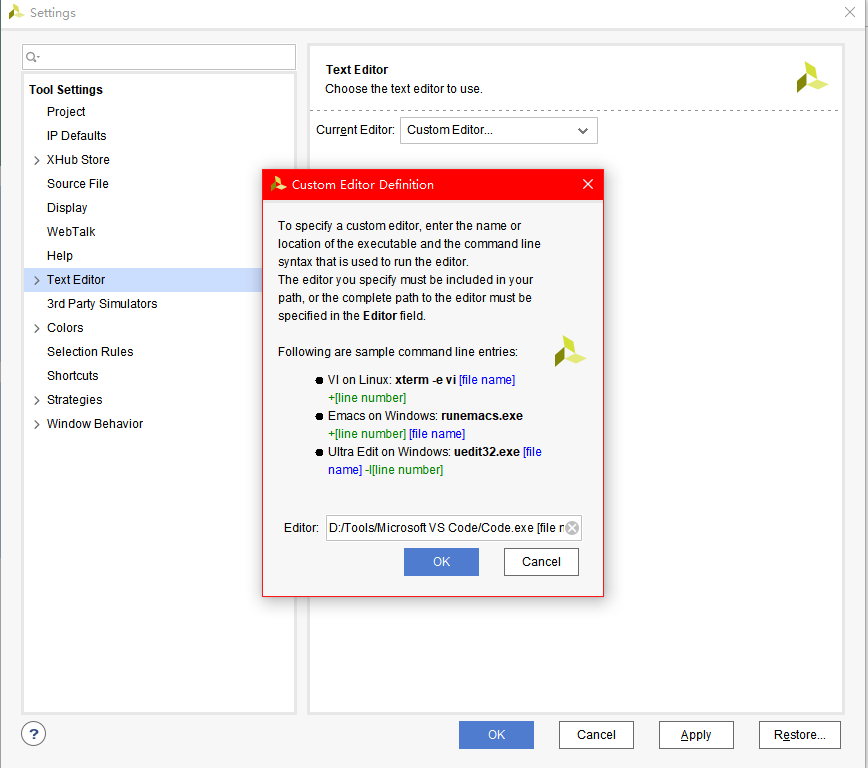 Settings
Tool Settings
Project
IP Defaults
XHub Store
Source File
Display
WebTalk
Help
Text Editor
3rd Party Simulators
Colors
Selection Rules
Shortcuts
Strategies
Window Behavior
Text Editor
Choose the text editor to use.
Current Editor: Custom Editor...
Custom Editor Definition
To specify a custom editor, enter the name or
location of the executable and the command line
syntax that is used to run the editor.
The editor you specify must be included in your
path, or the complete path to the editor must be
specified in the Editor field.
Following are sample command line entries:
● VI on Linux: xterm -e vi [file name]
+[line number]
● Emacs on Windows: runemacs.exe
+[line number] [file name]
● Ultra Edit on Windows: uedit32.exe [file
name] -l[line number]
Editor: D:/Tools/Microsoft VS Code/Code.exe [file n
OK Cancel
? OK Cancel Apply Restore...